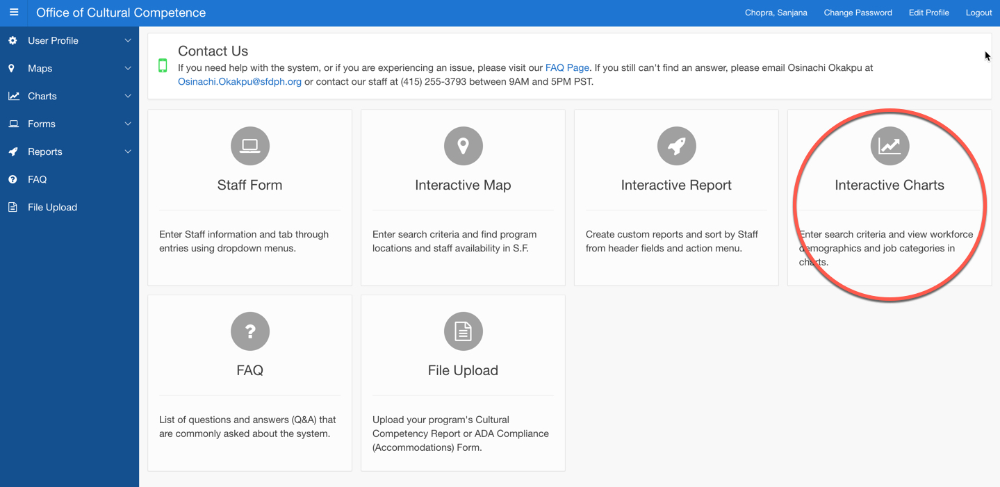 Office of Cultural Competence
Chopra, Sanjana
Change Password
Edit Profile
Logout
User Profile
Maps
Charts
Forms
Reports
FAQ
File Upload
Contact Us
If you need help with the system, or if you are experiencing an issue, please visit our FAQ Page. If you still can't find an answer, please email Osinachi Okakpu at
Osinachi.Okakpu@sfdph.org or contact our staff at (415) 255-3793 between 9AM and 5PM PST.
Staff Form
Enter Staff information and tab through
entries using dropdown menus.
Interactive Map
Enter search criteria and find program
locations and staff availability in S.F.
Interactive Report
Create custom reports and sort by Staff
from header fields and action menu.
Interactive Charts
Enter search criteria and view workforce
demographics and job categories in
charts.
FAQ
List of questions and answers (Q&A) that
are commonly asked about the system.
File Upload
Upload your program's Cultural
Competency Report or ADA Compliance
(Accommodations) Form.